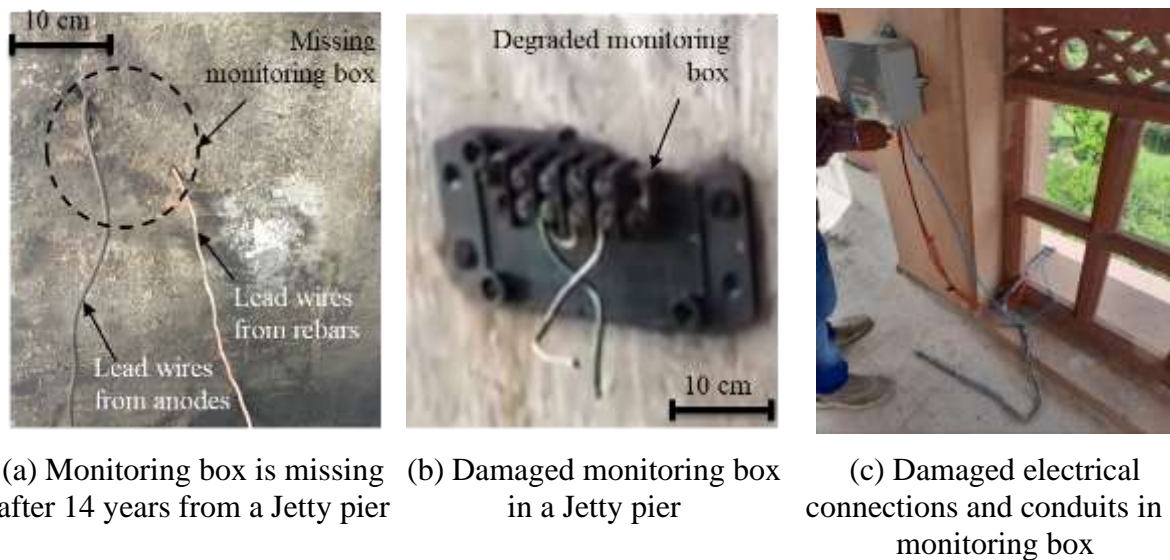 10 cm
Missing
monitoring box
Lead wires
from rebars
Lead wires
from anodes
Degraded monitoring
box
10 cm
(a) Monitoring box is missing
after 14 years from a Jetty pier
(b) Damaged monitoring box
in a Jetty pier
(c) Damaged electrical
connections and conduits in
monitoring box